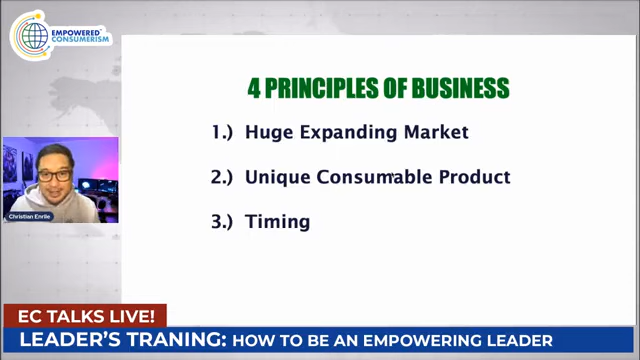 EMPOWERED
CONSUMERISM
4 PRINCIPLES OF BUSINESS
1.) Huge Expanding Market
2.) Unique Consumable Product
3.) Timing
Christian Enrile
EC TALKS LIVE!
LEADER'S TRANING: HOW TO BE AN EMPOWERING LEADER